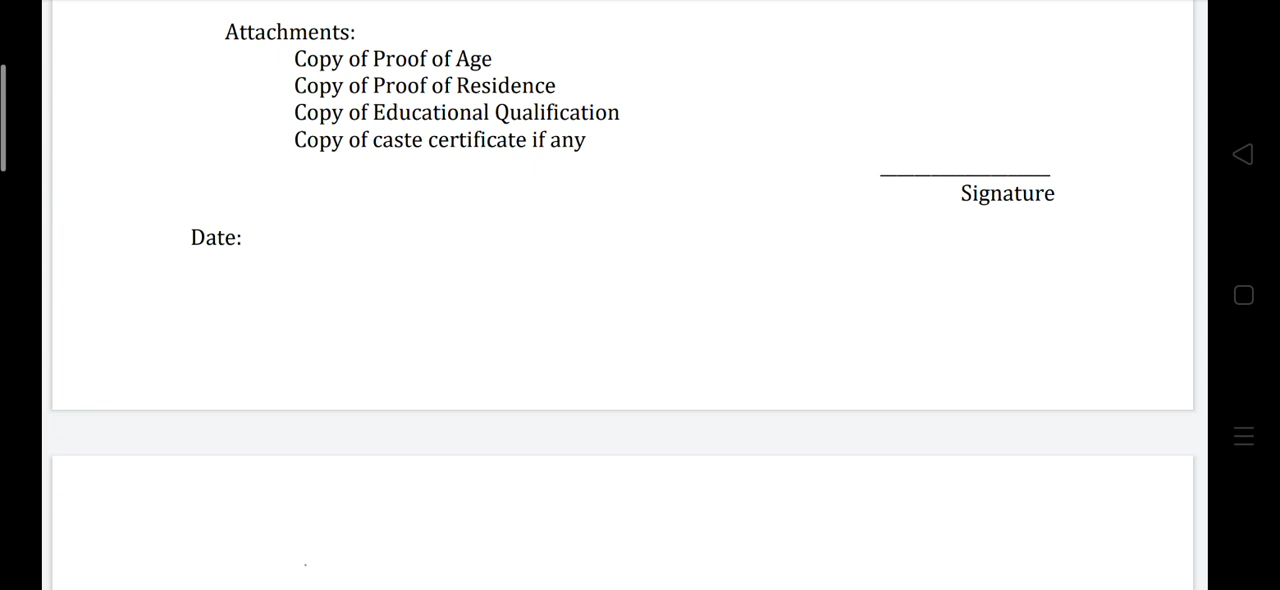 Attachments:
Copy of Proof of Age
Copy of Proof of Residence
Copy of Educational Qualification
Copy of caste certificate if any
Signature
Date: